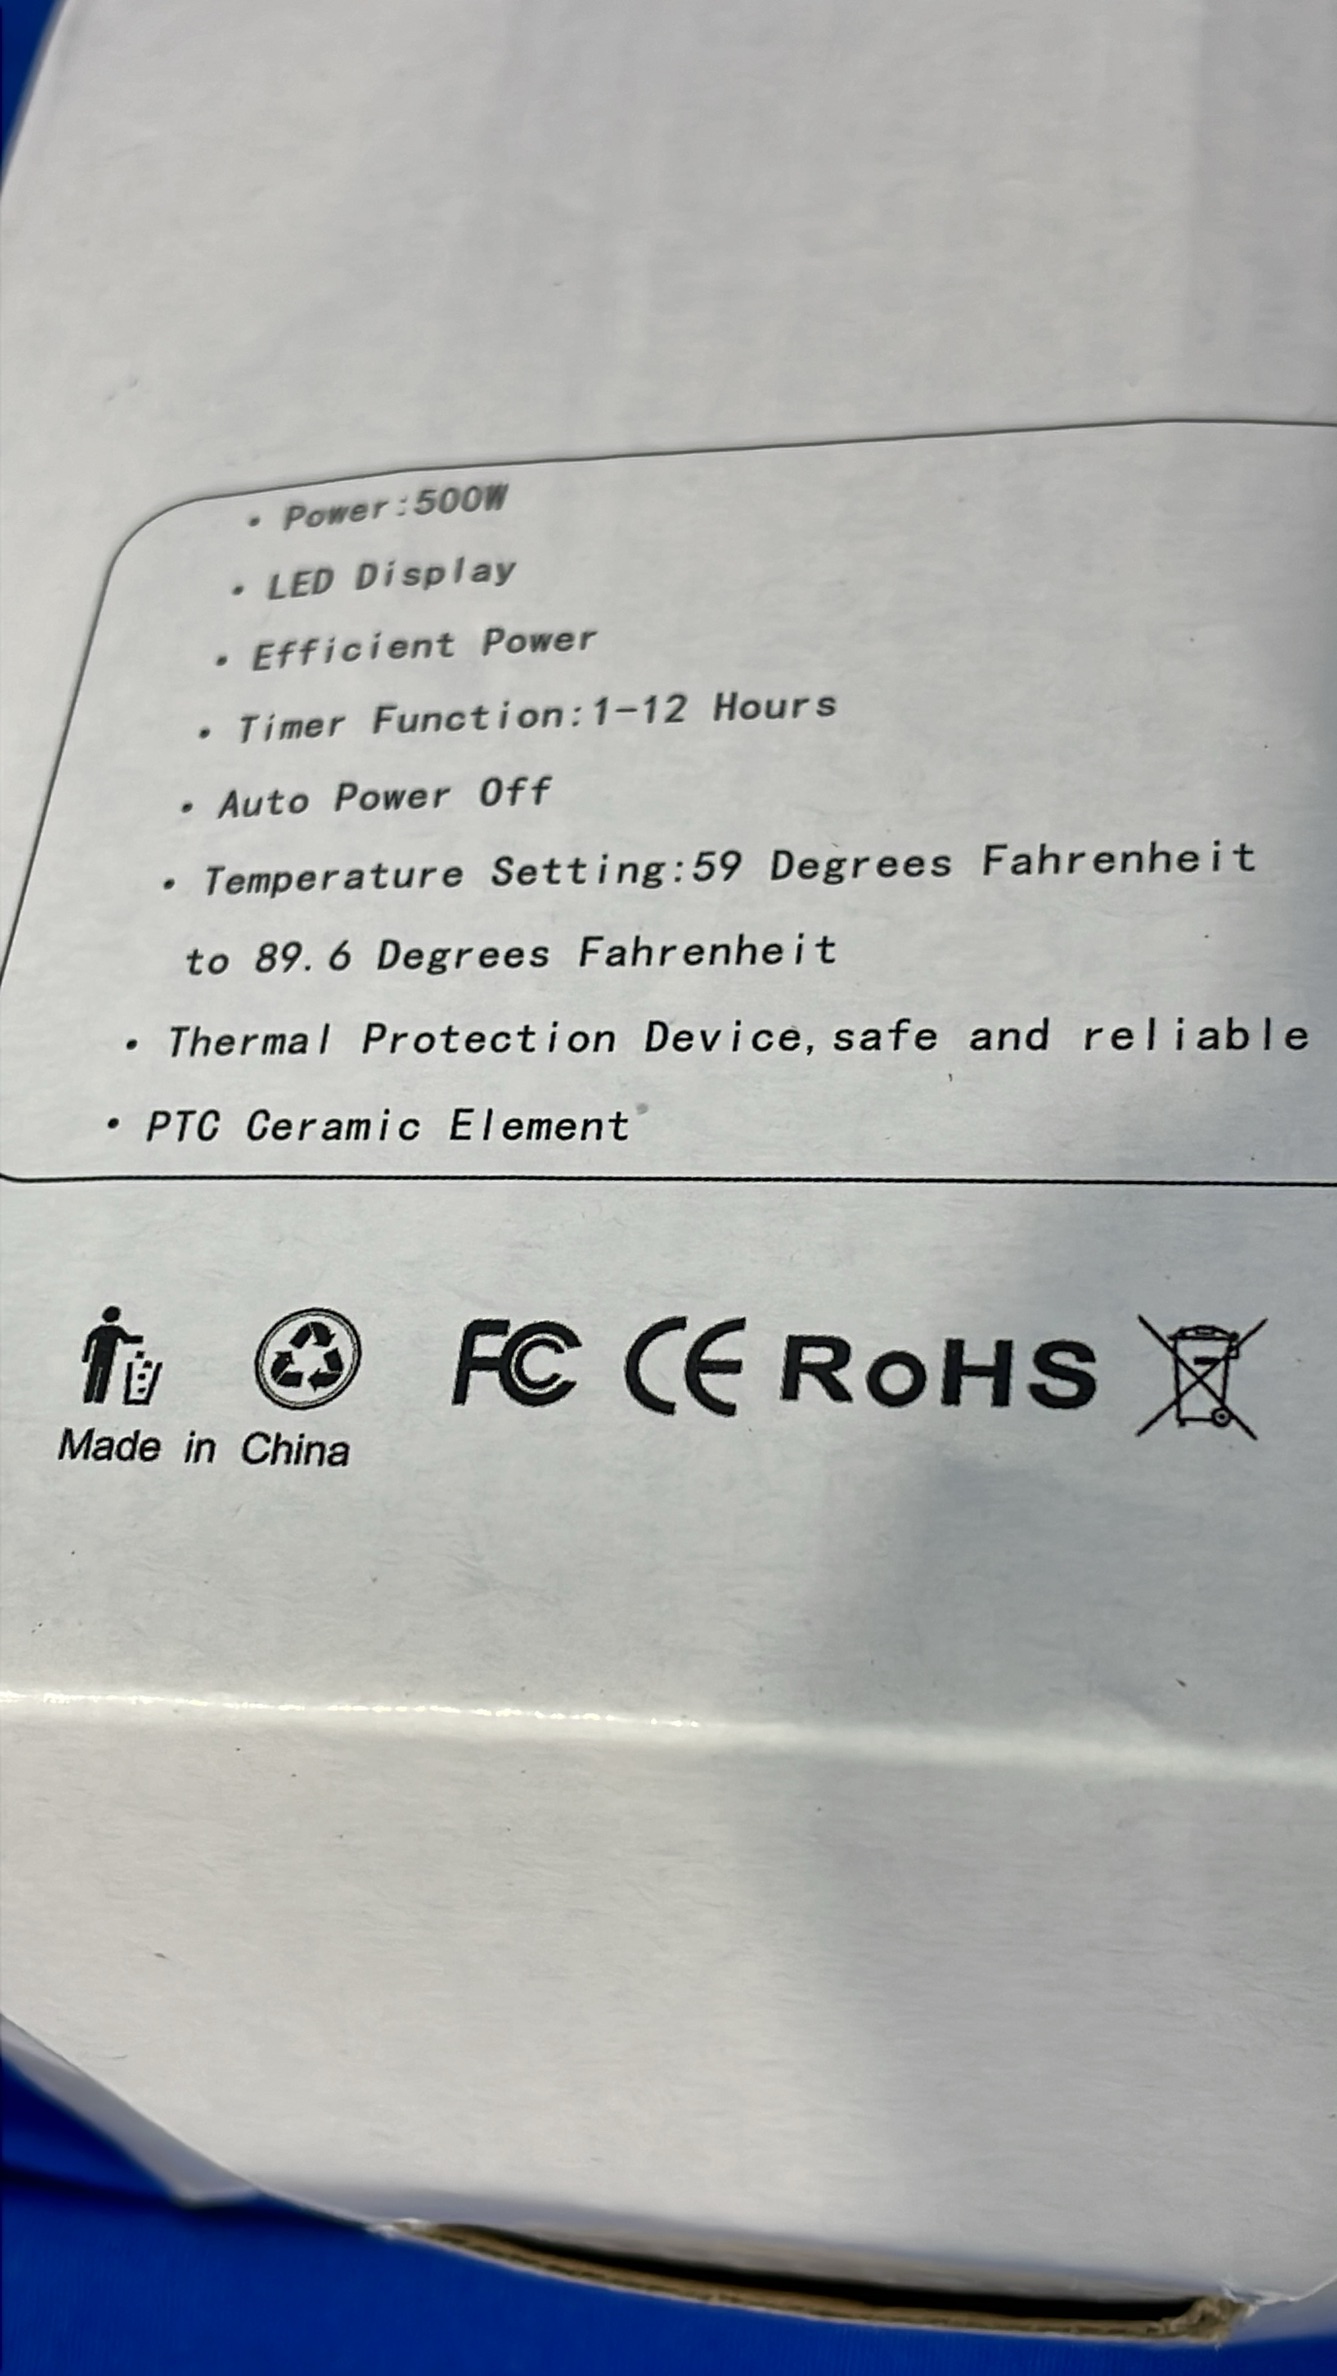 • Power:500W
• LED Display
• Efficient Power
• Timer Function:1-12 Hours
• Auto Power Off
• Temperature Setting:59 Degrees Fahrenheit
to 89.6 Degrees Fahrenheit
• Thermal Protection Device,safe and reliable
• PTC Ceramic Element
FC CE RoHS
Made in China